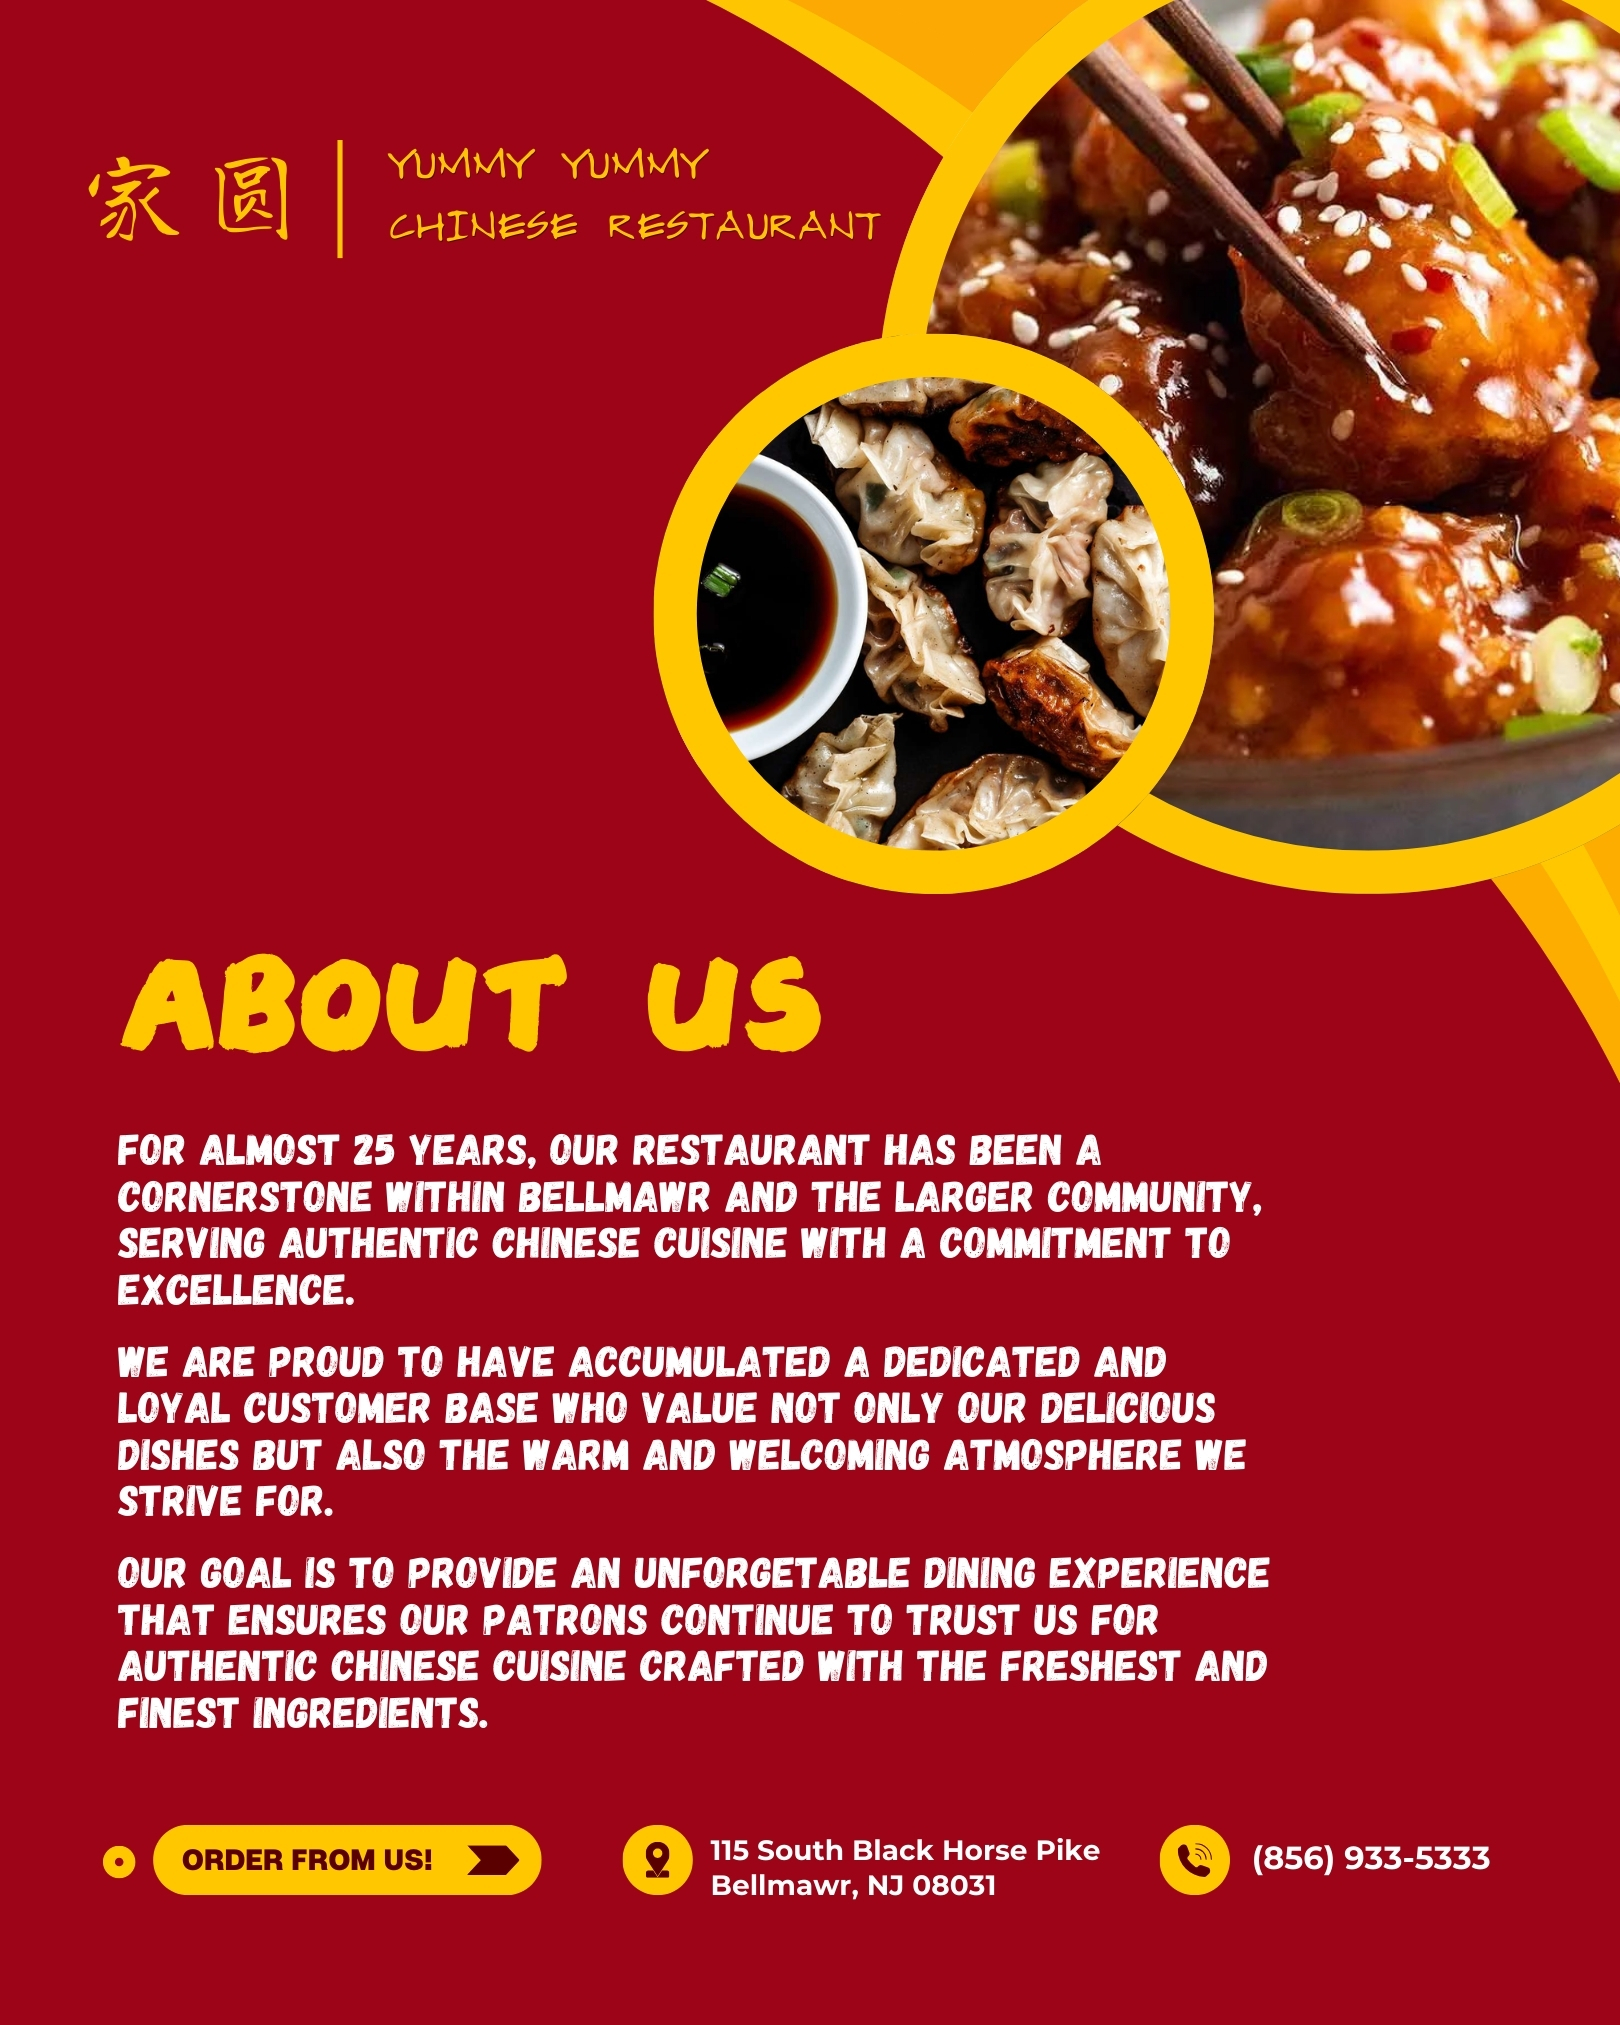 家圆
YUMMY YUMMY
CHINESE RESTAURANT
ABOUT US
FOR ALMOST 25 YEARS, OUR RESTAURANT HAS BEEN A
CORNERSTONE WITHIN BELLMAWR AND THE LARGER COMMUNITY,
SERVING AUTHENTIC CHINESE CUISINE WITH A COMMITMENT TO
EXCELLENCE.
WE ARE PROUD TO HAVE ACCUMULATED A DEDICATED AND
LOYAL CUSTOMER BASE WHO VALUE NOT ONLY OUR DELICIOUS
DISHES BUT ALSO THE WARM AND WELCOMING ATMOSPHERE WE
STRIVE FOR.
OUR GOAL IS TO PROVIDE AN UNFORGETABLE DINING EXPERIENCE
THAT ENSURES OUR PATRONS CONTINUE TO TRUST US FOR
AUTHENTIC CHINESE CUISINE CRAFTED WITH THE FRESHEST AND
FINEST INGREDIENTS.
ORDER FROM US!
115 South Black Horse Pike
Bellmawr, NJ 08031
(856) 933-5333